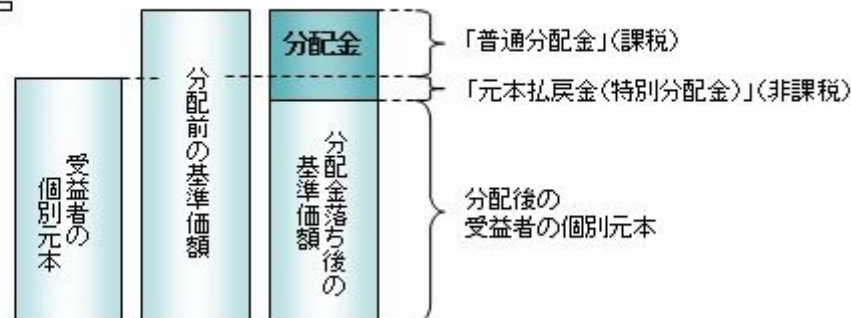 受益者の
個別元本
分配前の基準価額
分配金
分配金落ち後の
基準価額
「普通分配金」(課税)
「元本払戻金(特別分配金)」(非課税)
分配後の
受益者の個別元本